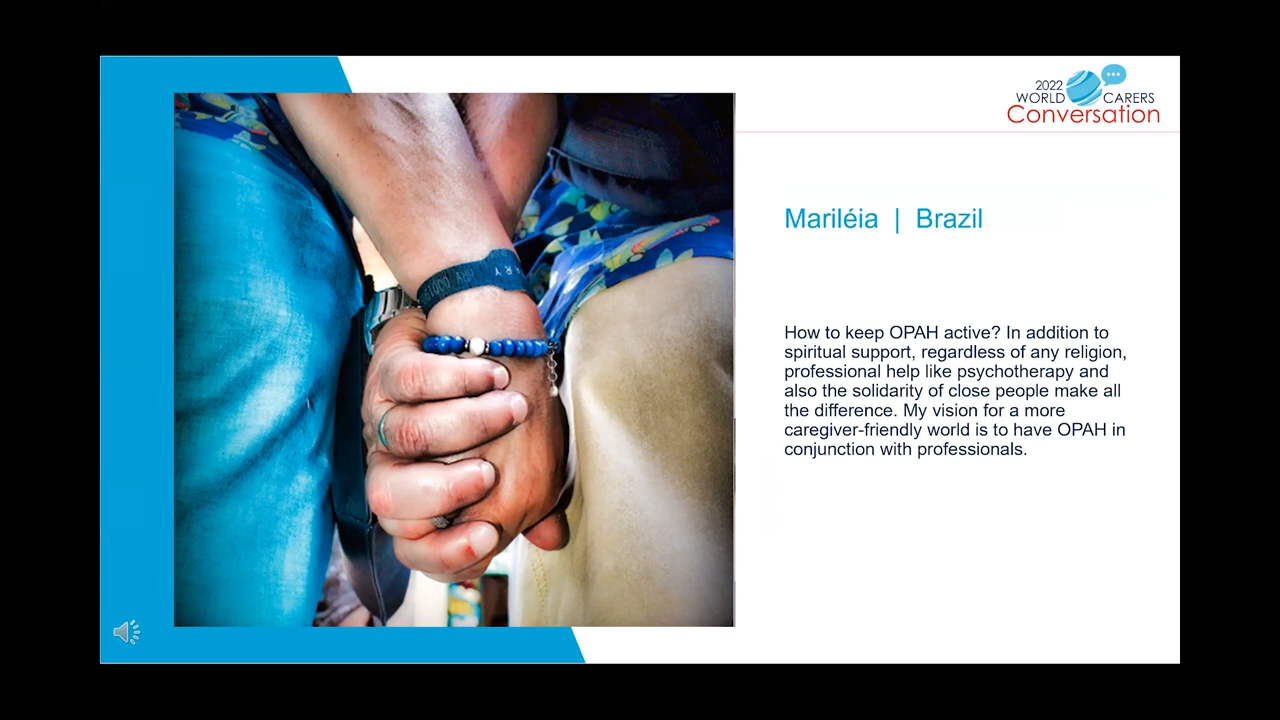 2022
WORLD CARERS
Conversation
Mariléia | Brazil
How to keep OPAH active? In addition to
spiritual support, regardless of any religion,
professional help like psychotherapy and
also the solidarity of close people make all
the difference. My vision for a more
caregiver-friendly world is to have OPAH in
conjunction with professionals.